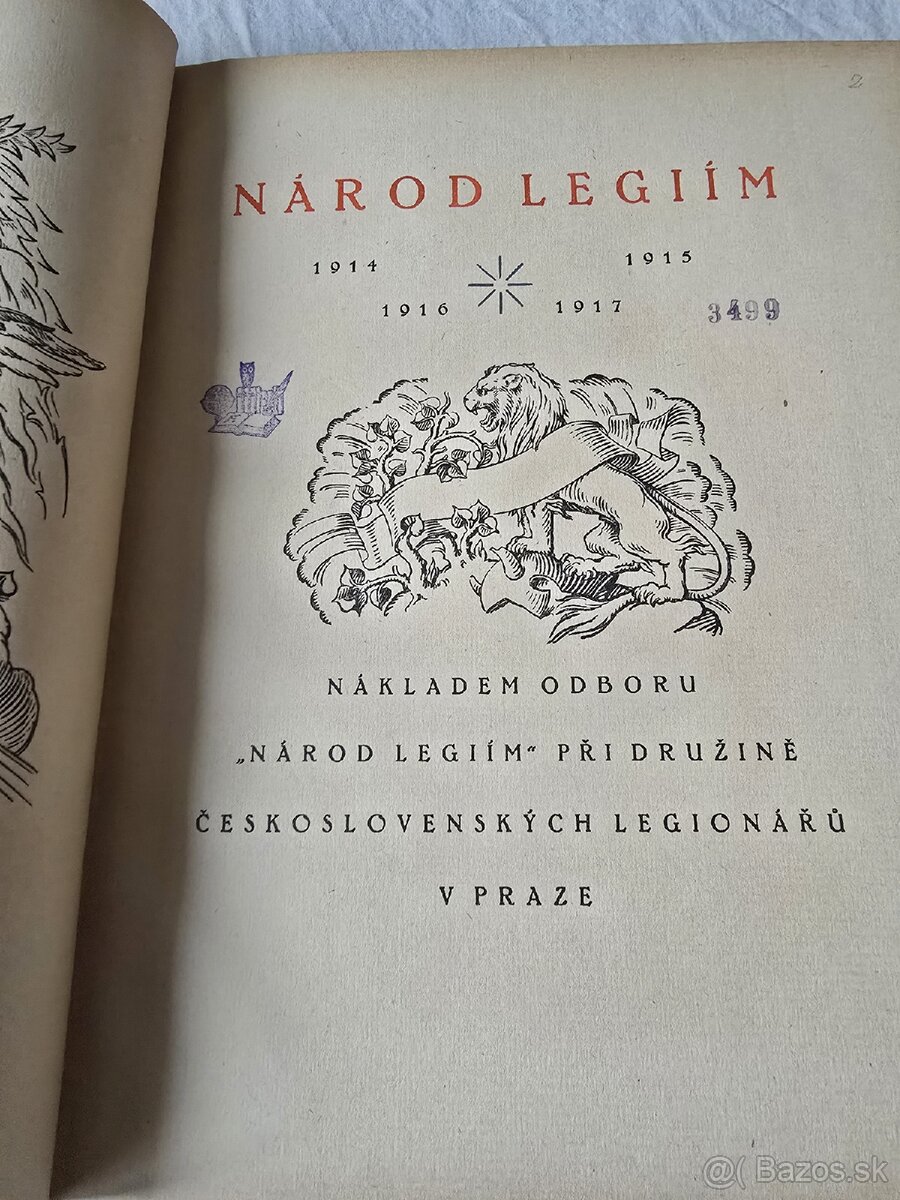 2
NÁROD LEGIÍM
1914 1915
1916 1917
3499
NÁKLADEM ODBORU
„NÁROD LEGIÍM“ PŘI DRUŽINĚ
ČESKOSLOVENSKÝCH LEGIONÁŘŮ
V PRAZE
@( Bazos.sk